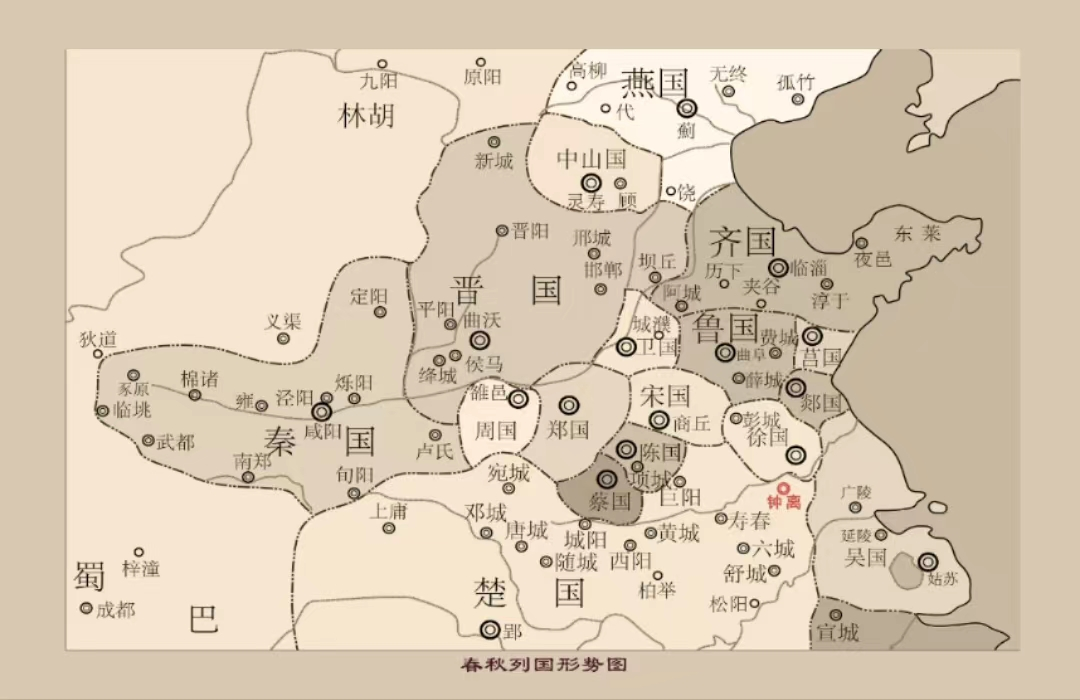 九阳
原阳
林胡
高柳
燕国
无终
孤竹
代
薊
新城
中山国
灵寿
顾
饶
晋阳
邢城
邯郸
晋国
齐国
东莱
夜邑
坝丘
历下
临淄
夹谷
淳于
阿城
定阳
平阳
曲沃
侯马
绛城
义渠
狄道
城濮
卫国
鲁国
费城
曲阜
莒国
薛城
郯国
豕原
临垗
棉诸
雍
泾阳
烁阳
咸阳
秦国
武都
南郑
旬阳
卢氏
雒邑
周国
郑国
宋国
商丘
彭城
徐国
陈国
项城
蔡国
巨阳
钟离
宛城
上庸
邓城
唐城
城阳
随城
西阳
黄城
寿春
六城
舒城
柏举
松阳
广陵
延陵
吴国
姑苏
宣城
蜀
梓潼
成都
巴
楚国
郢
春秋列国形势图